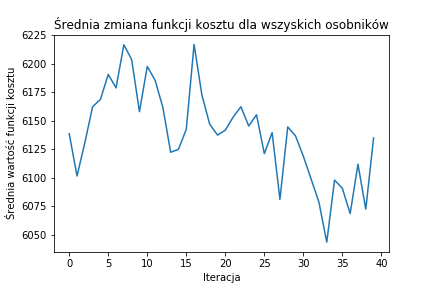 Średnia zmiana funkcji kosztu dla wszyskich osobników
6225
6200
6175
6150
6125
6100
6075
6050
Średnia wartość funkcji kosztu
0 5 10 15 20 25 30 35 40
Iteracja